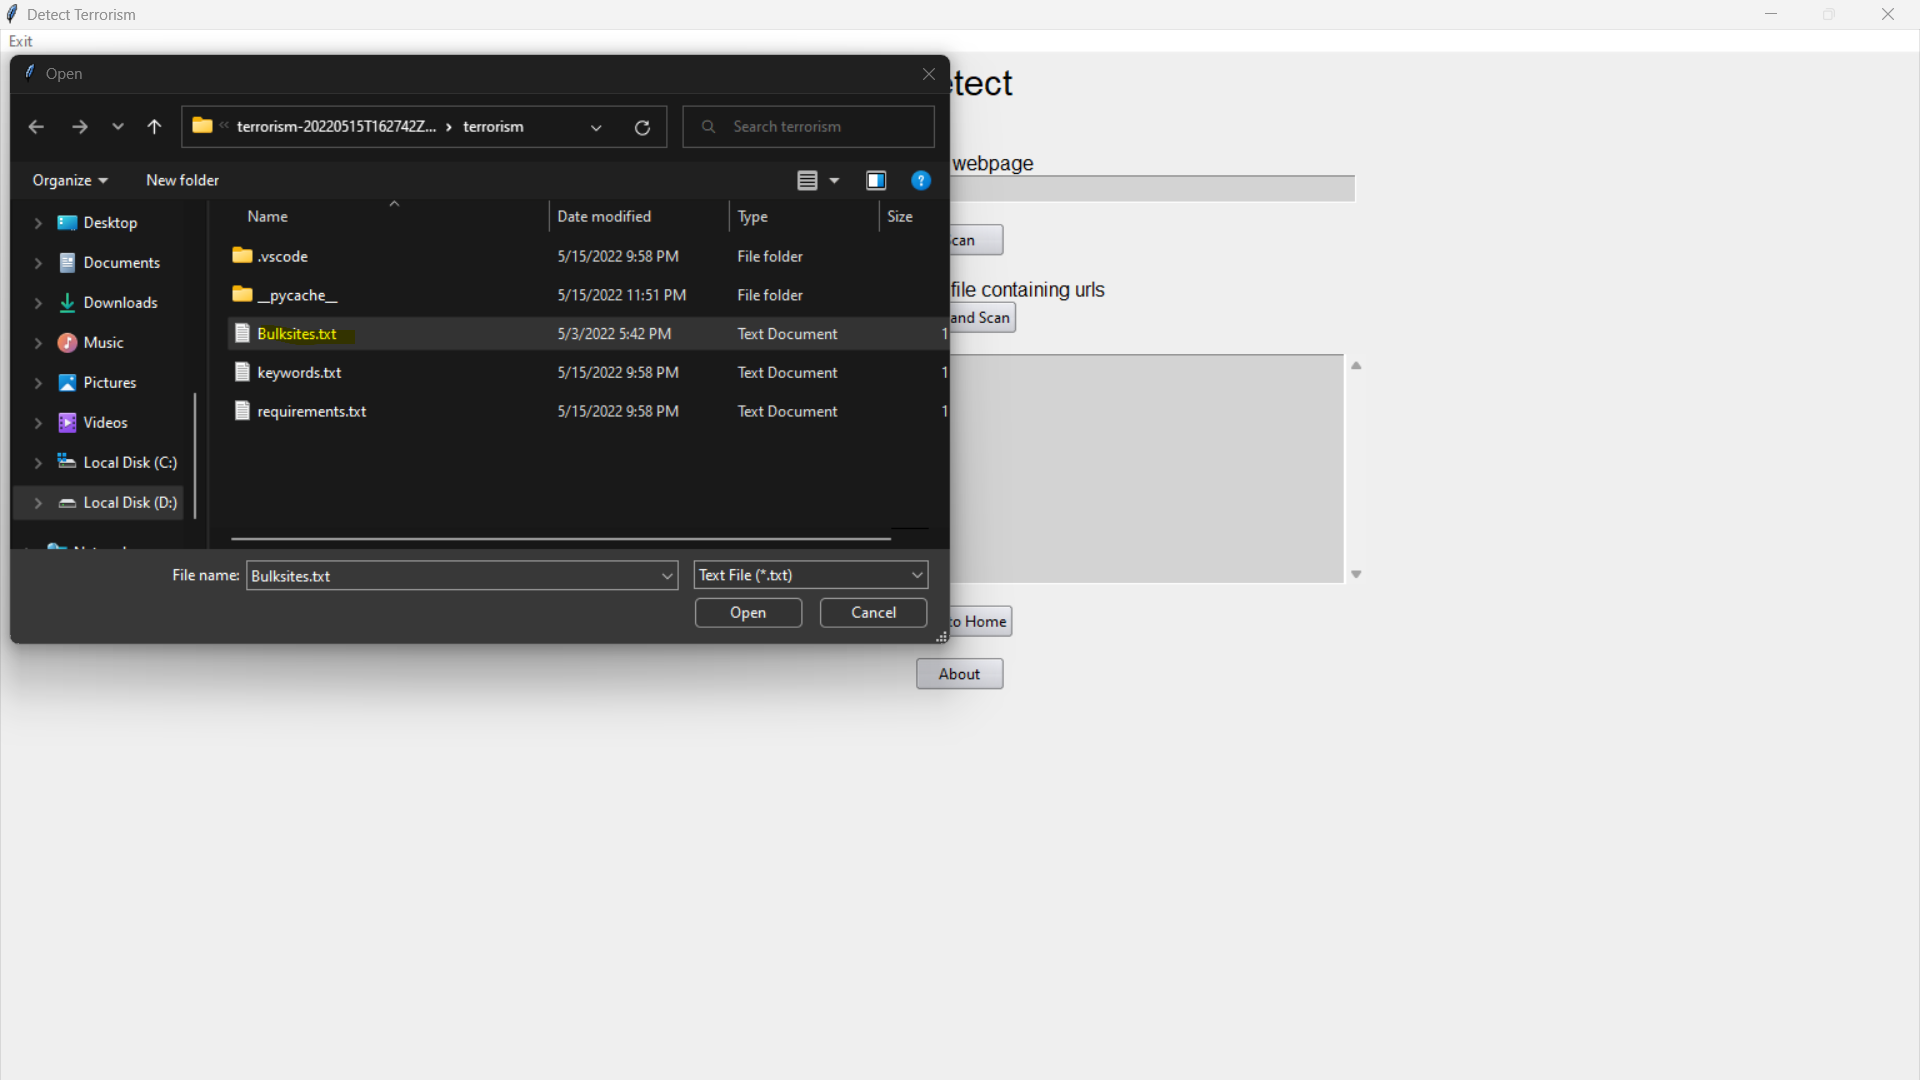 Detect Terrorism
Exit
Open
terrorism-20220515T162742Z... > terrorism
Search terrorism
Organize
New folder
Name
Date modified
Type
Size
Desktop
Documents
Downloads
Music
Pictures
Videos
Local Disk (C:)
Local Disk (D:)
.vscode 5/15/2022 9:58 PM File folder
__pycache__ 5/15/2022 11:51 PM File folder
Bulksites.txt 5/3/2022 5:42 PM Text Document 1
keywords.txt 5/15/2022 9:58 PM Text Document 1
requirements.txt 5/15/2022 9:58 PM Text Document 1
File name: Bulksites.txt
Text File (*.txt)
Open
Cancel
tect
webpage
can
file containing urls
and Scan
to Home
About